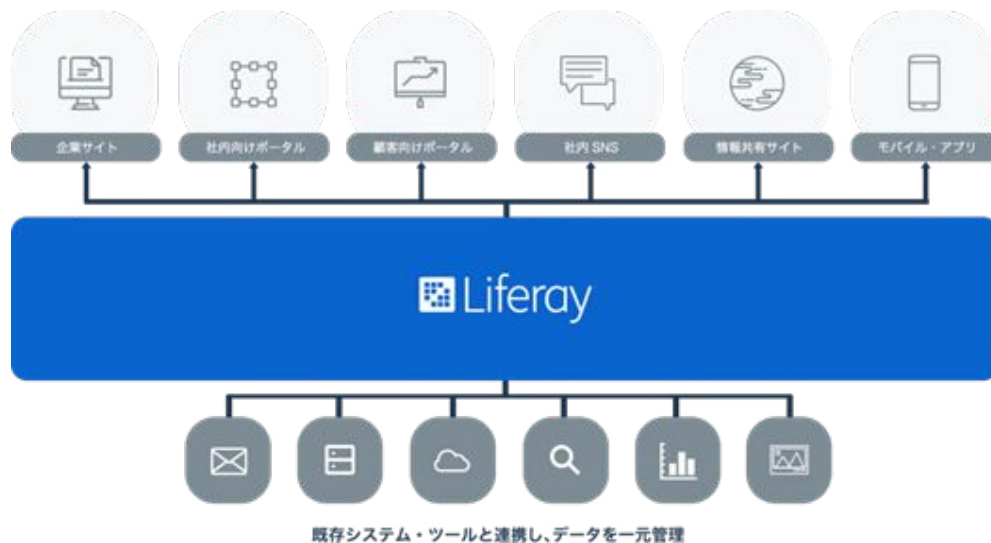 企業サイト
社内向けポータル
顧客向けポータル
社内 SNS
情報共有サイト
モバイル・アプリ
Liferay
既存システム・ツールと連携し、データを一元管理